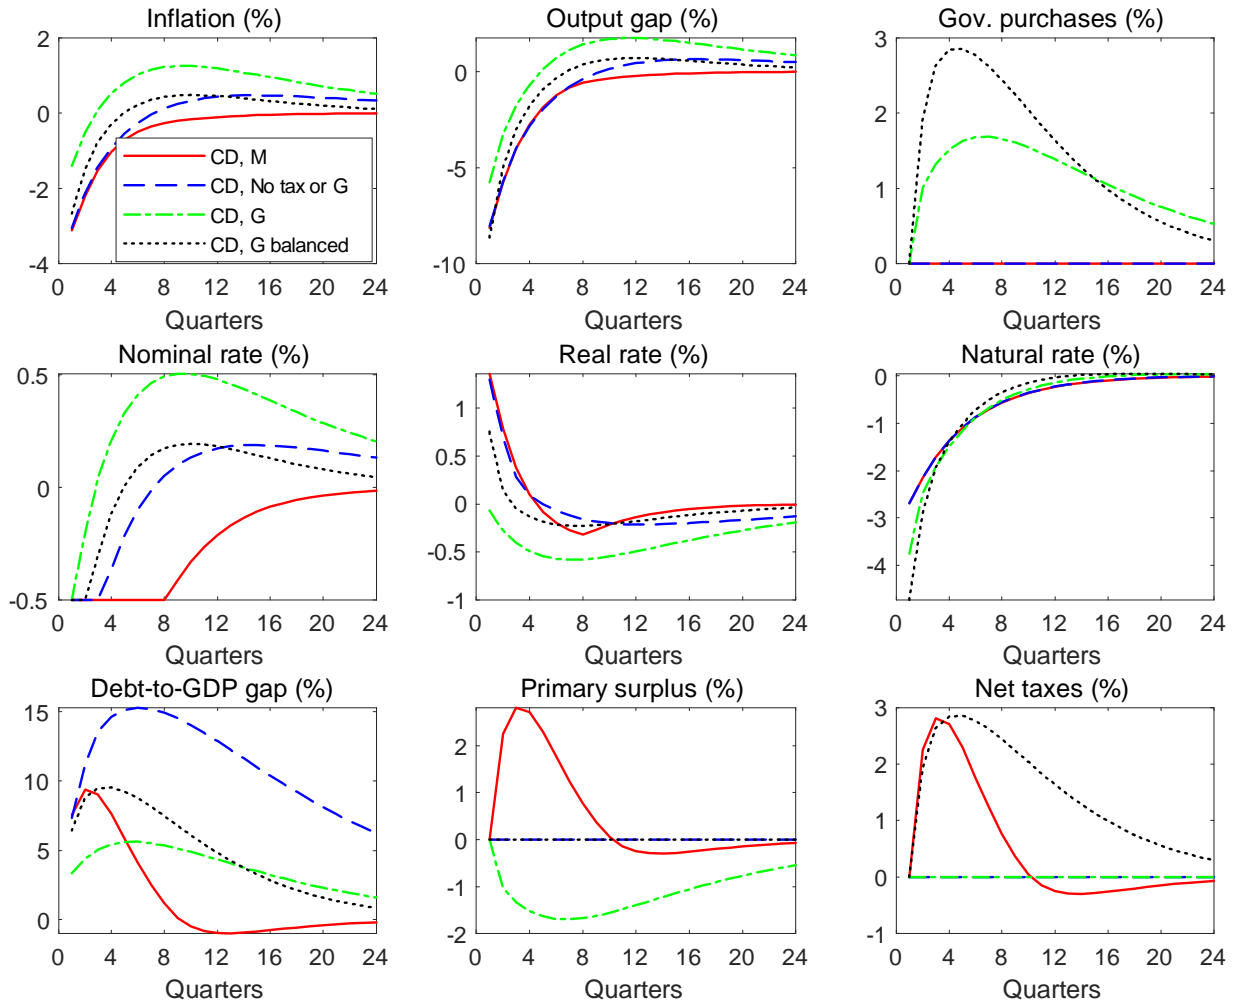 Inflation (%)
2
0
-2
-4
0 4 8 12 16 20 24
Quarters
CD, M
CD, No tax or G
CD, G
CD, G balanced
Output gap (%)
0
-5
-10
0 4 8 12 16 20 24
Quarters
Gov. purchases (%)
3
2
1
0
0 4 8 12 16 20 24
Quarters
Nominal rate (%)
0.5
0
-0.5
0 4 8 12 16 20 24
Quarters
Real rate (%)
1
0.5
0
-0.5
-1
0 4 8 12 16 20 24
Quarters
Natural rate (%)
0
-1
-2
-3
-4
0 4 8 12 16 20 24
Quarters
Debt-to-GDP gap (%)
15
10
5
0
0 4 8 12 16 20 24
Quarters
Primary surplus (%)
2
1
0
-1
-2
0 4 8 12 16 20 24
Quarters
Net taxes (%)
3
2
1
0
-1
0 4 8 12 16 20 24
Quarters